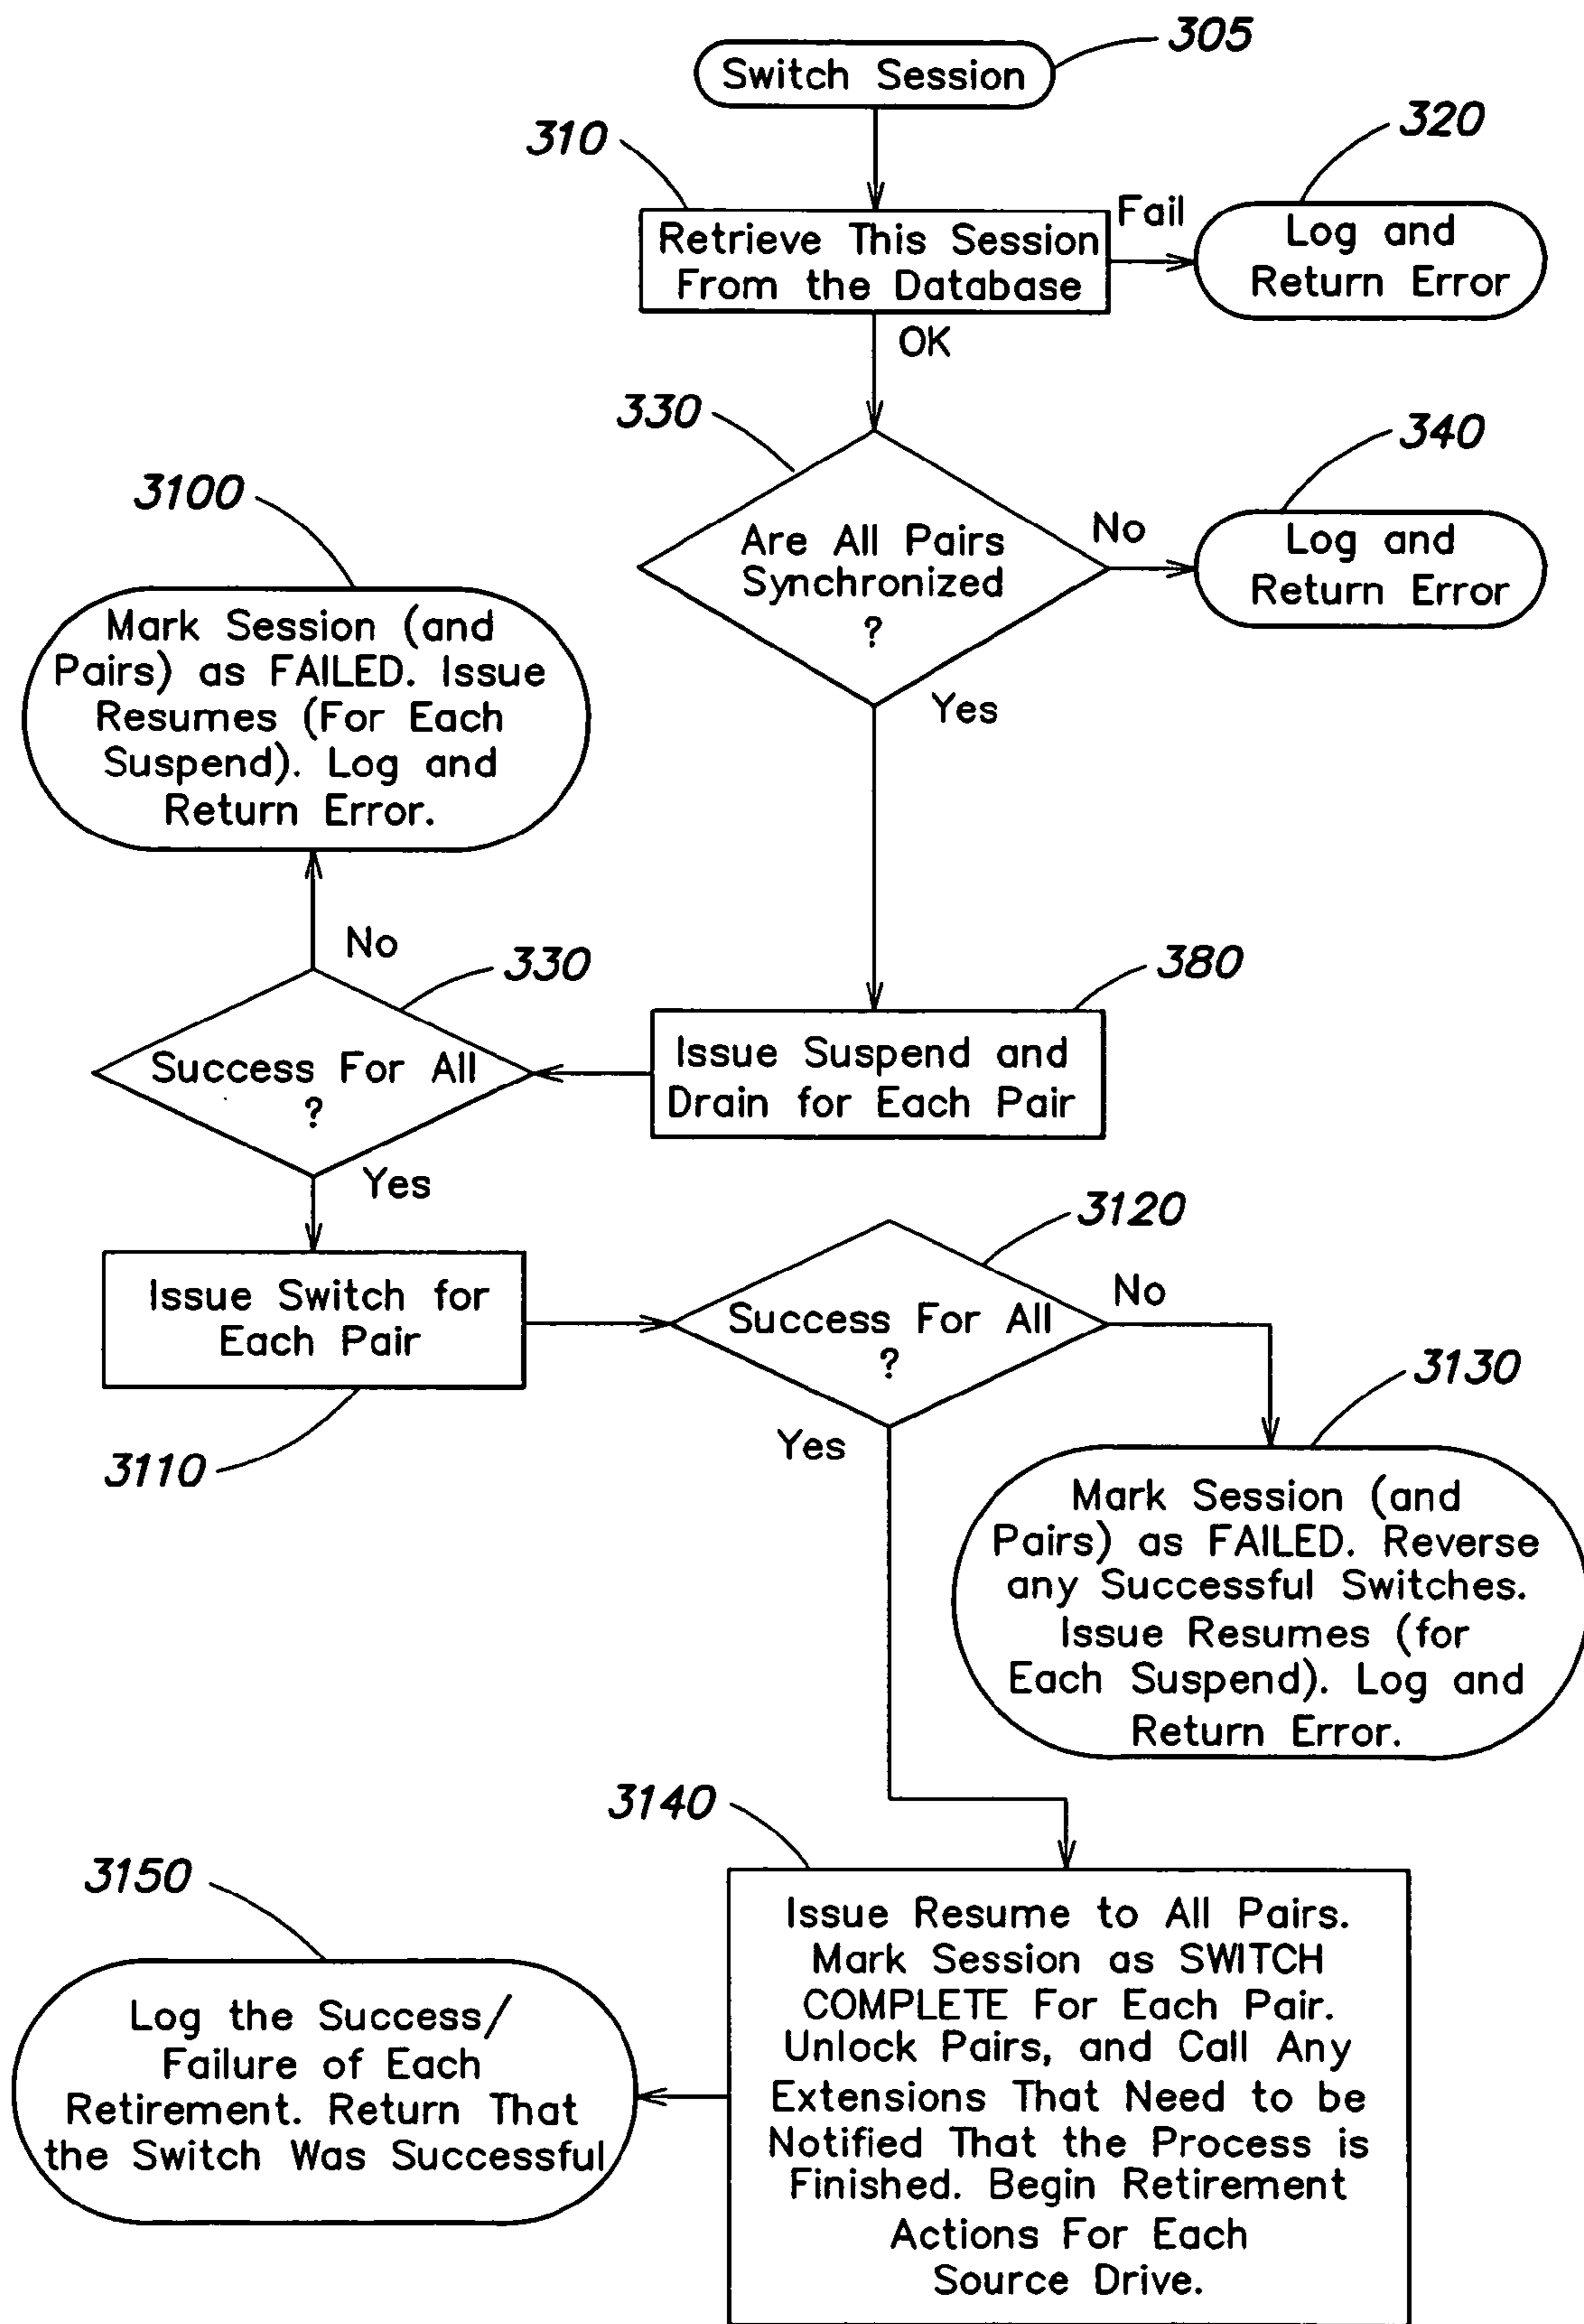 305
Switch Session
310
320
Retrieve This Session
From the Database
Fail
Log and
Return Error
OK
330
340
Are All Pairs
Synchronized
?
No
Log and
Return Error
Yes
3100
Mark Session (and
Pairs) as FAILED. Issue
Resumes (For Each
Suspend). Log and
Return Error.
No
330
380
Success For All
?
Issue Suspend and
Drain for Each Pair
Yes
Issue Switch for
Each Pair
3110
3120
Success For All
?
No
Yes
3130
Mark Session (and
Pairs) as FAILED. Reverse
any Successful Switches.
Issue Resumes (for
Each Suspend). Log and
Return Error.
3140
Issue Resume to All Pairs.
Mark Session as SWITCH
COMPLETE For Each Pair.
Unlock Pairs, and Call Any
Extensions That Need to be
Notified That the Process is
Finished. Begin Retirement
Actions For Each
Source Drive.
3150
Log the Success/
Failure of Each
Retirement. Return That
the Switch Was Successful